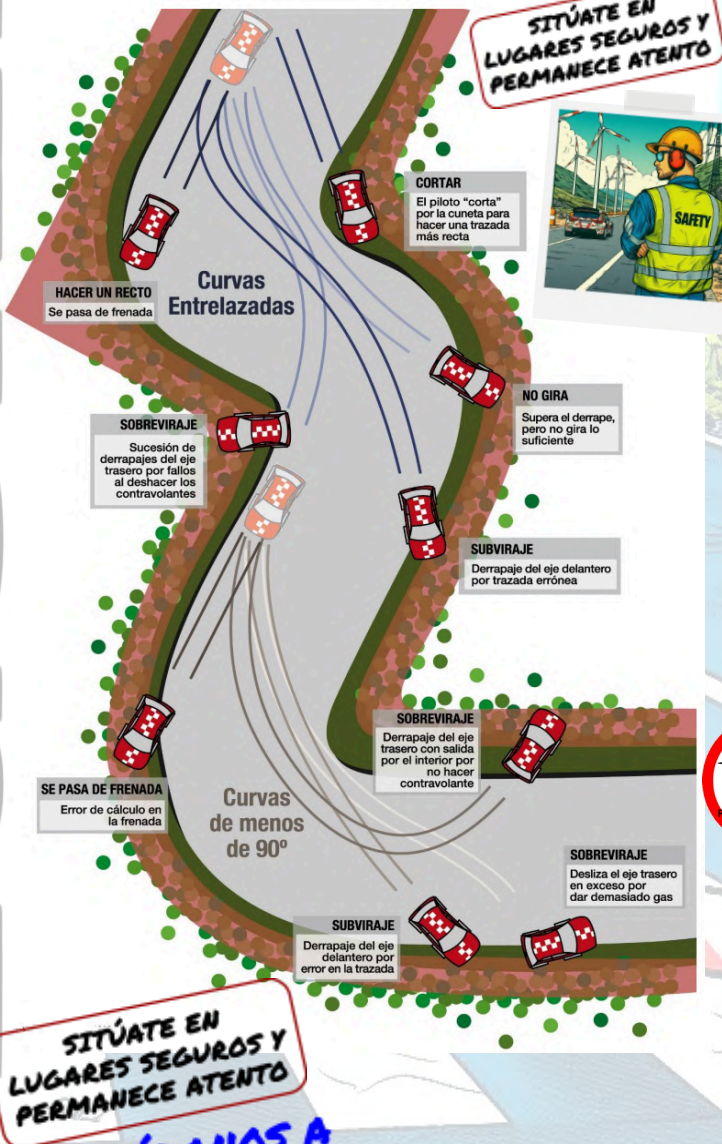 SITÚATE EN
LUGARES SEGUROS Y
PERMANECE ATENTO
SAFETY
CORTAR
El piloto “corta”
por la cuneta para
hacer una trazada
más recta
HACER UN RECTO
Se pasa de frenada
Curvas
Entrelazadas
NO GIRA
Supera el derrape,
pero no gira lo
suficiente
SOBREVIRAJE
Sucesión de
derrapajes del eje
trasero por fallos
al deshacer los
contravolantes
SUBVIRAJE
Derrapaje del eje delantero
por trazada errónea
SOBREVIRAJE
Derrapaje del eje
trasero con salida
por el interior por
no hacer
contravolante
SE PASA DE FRENADA
Error de cálculo en
la frenada
Curvas
de menos
de 90º
SOBREVIRAJE
Desliza el eje trasero
en exceso por
dar demasiado gas
SUBVIRAJE
Derrapaje del eje
delantero por
error en la trazada
SITÚATE EN
LUGARES SEGUROS Y
PERMANECE ATENTO
A